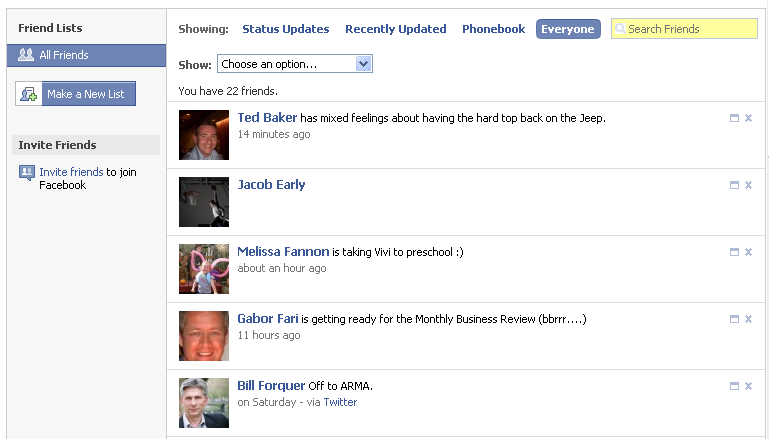 Friend Lists
All Friends
Make a New List
Invite Friends
Invite friends to join
Facebook
Showing: Status Updates Recently Updated Phonebook Everyone Search Friends
Show: Choose an option...
You have 22 friends.
Ted Baker has mixed feelings about having the hard top back on the Jeep.
14 minutes ago
Jacob Early
Melissa Fannon is taking Vivi to preschool :)
about an hour ago
Gabor Fari is getting ready for the Monthly Business Review (bbrrr....)
11 hours ago
Bill Forquer Off to ARMA.
on Saturday - via Twitter